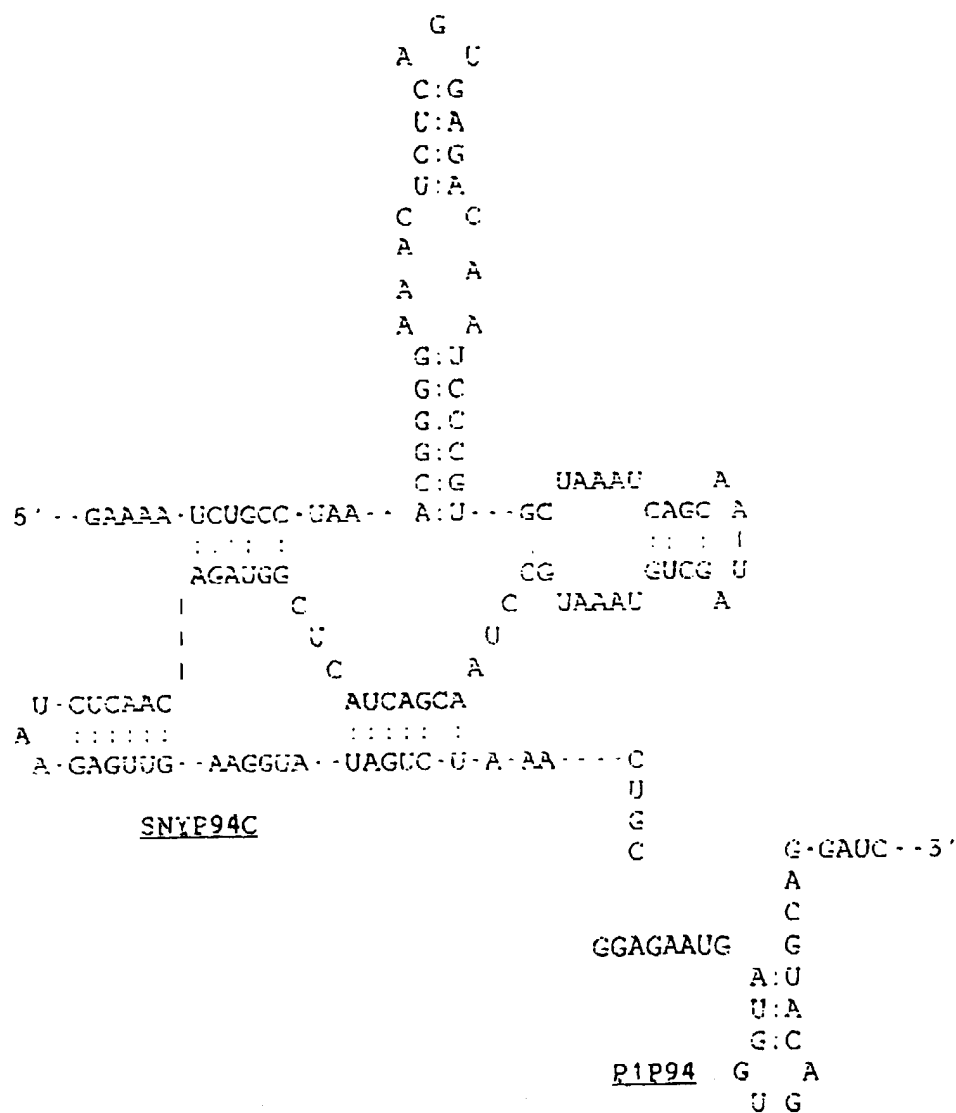 G
A U
C:G
U:A
C:G
U:A
C C
A
A
A
A A
G:U
G:C
G.C
G:C
C:G UAAAU A
5'--GAAAA-UCUGCC-UAA-- A:U---GC CAGC A
:.·:: . ::: |
AGAUGG CG GUCG U
| C C UAAAU A
| U U
| C A
U-CUCAAC AUCAGCA
A :::::: ::::: :
A-GAGUUG--AAGGUA--UAGUC-U-A-AA----C
U
SNYP94C G
C G-GAUC--3'
A
C
GGAGAAUG G
A:U
U:A
G:C
P1P94 G A
U G